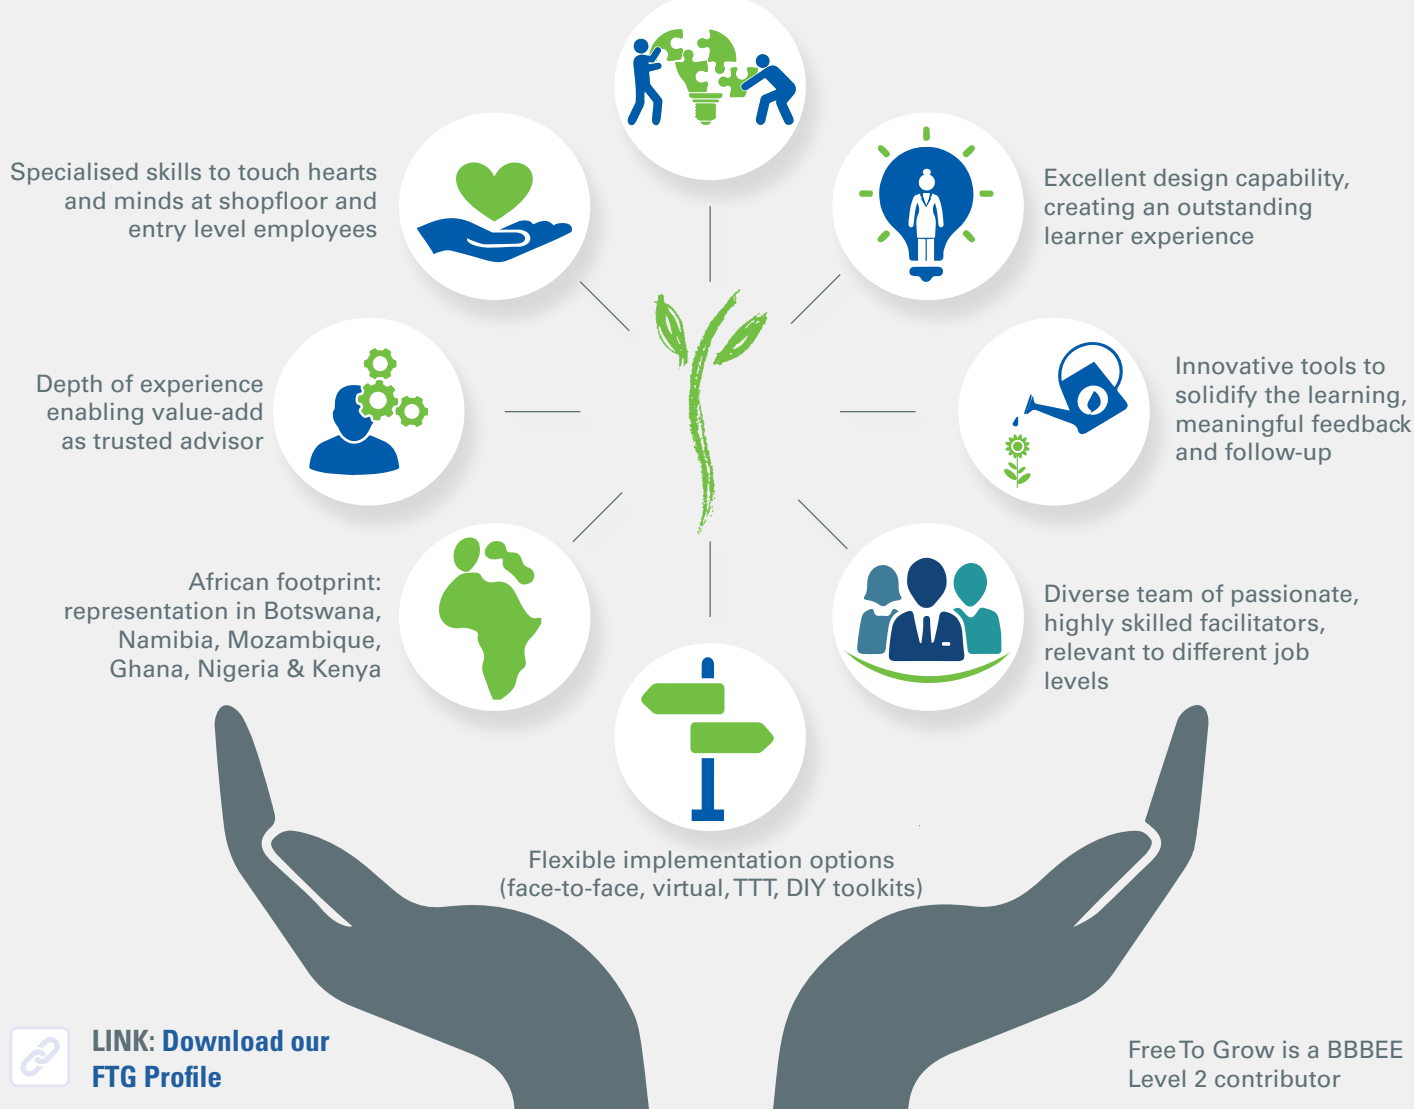 Specialised skills to touch hearts
and minds at shopfloor and
entry level employees
Excellent design capability,
creating an outstanding
learner experience
Depth of experience
enabling value-add
as trusted advisor
Innovative tools to
solidify the learning,
meaningful feedback
and follow-up
African footprint:
representation in Botswana,
Namibia, Mozambique,
Ghana, Nigeria & Kenya
Diverse team of passionate,
highly skilled facilitators,
relevant to different job
levels
Flexible implementation options
(face-to-face, virtual, TTT, DIY toolkits)
LINK: Download our
FTG Profile
Free To Grow is a BBBEE
Level 2 contributor